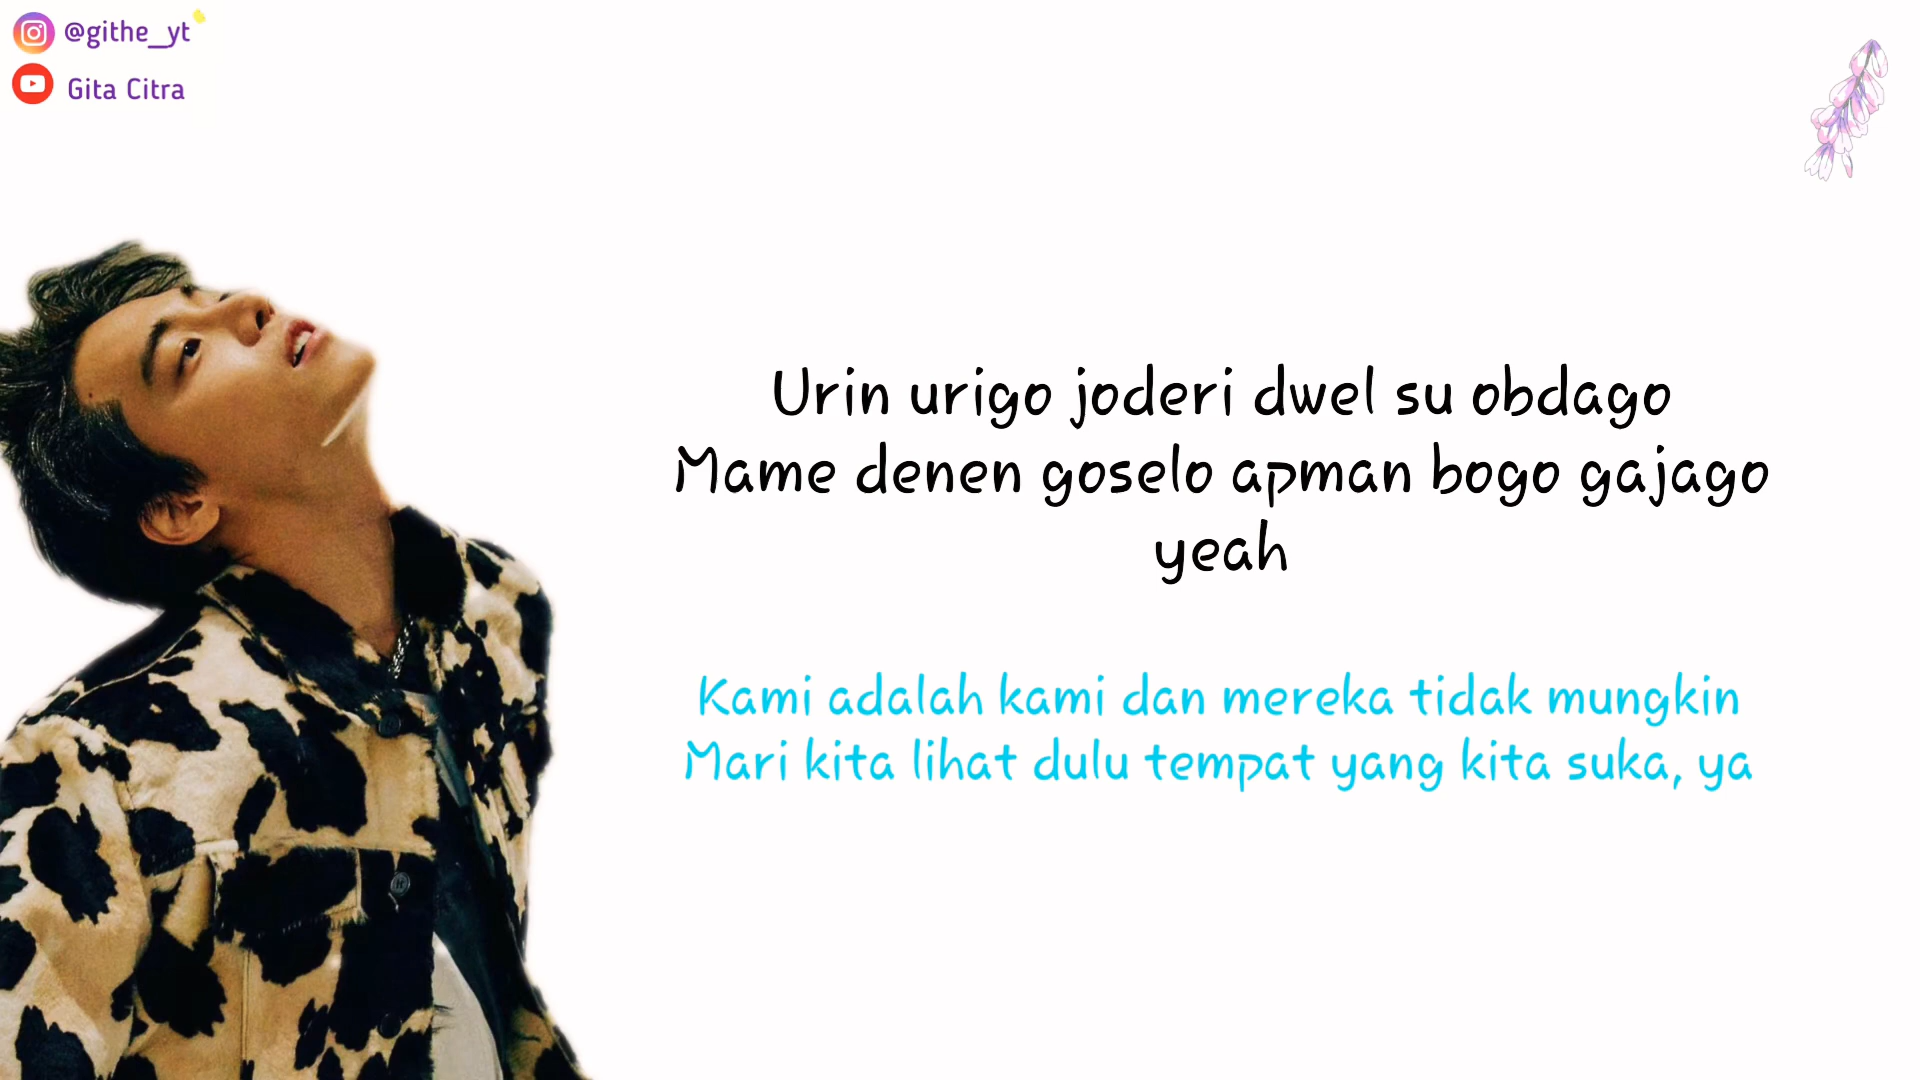 @githe_yt
Gita Citra
Urin urigo joderi dwel su obdago
Mame denen goselo apman bogo gajago
yeah
Kami adalah kami dan mereka tidak mungkin
Mari kita lihat dulu tempat yang kita suka, ya